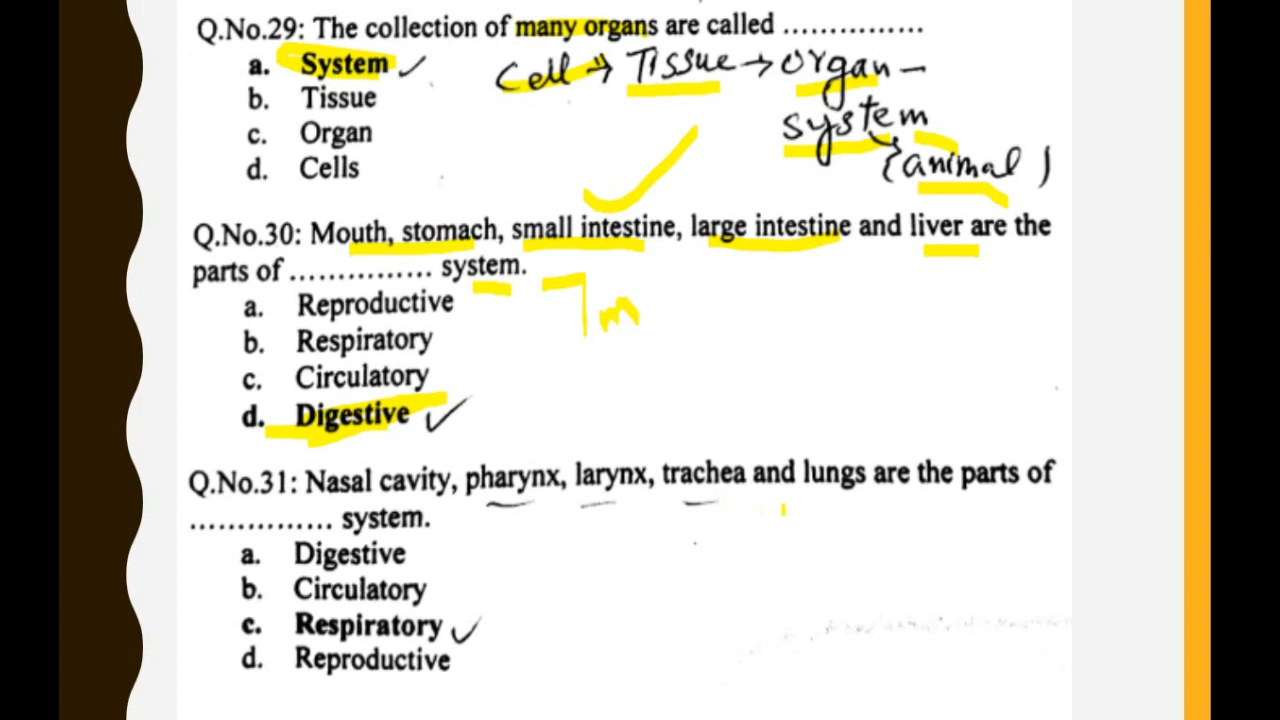 Q.No.29: The collection of many organs are called ...............
a. System ✓ Cell → Tissue → organ –
b. Tissue
system
c. Organ
{animal)
d. Cells
Q.No.30: Mouth, stomach, small intestine, large intestine and liver are the
parts of ............... system.
7m
a. Reproductive
b. Respiratory
c. Circulatory
d. Digestive ✓
Q.No.31: Nasal cavity, pharynx, larynx, trachea and lungs are the parts of
............... system.
a. Digestive
b. Circulatory
c. Respiratory ✓
d. Reproductive